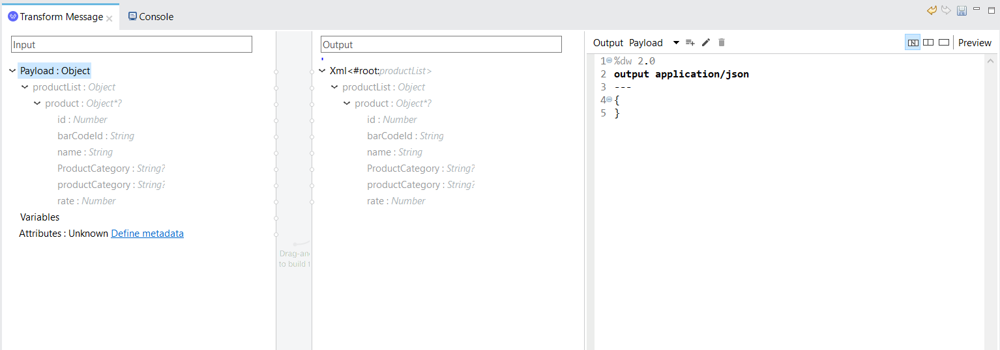 Transform Message
Console
Input
Output
Output Payload
Preview
Payload : Object
productList : Object
product : Object*?
id : Number
barCodeId : String
name : String
ProductCategory : String?
productCategory : String?
rate : Number
Variables
Attributes : Unknown Define metadata
Drag-an
to build t
Xml<#root:productList>
productList : Object
product : Object*?
id : Number
barCodeId : String
name : String
ProductCategory : String?
productCategory : String?
rate : Number
1 %dw 2.0
2 output application/json
3 ---
4 {
5 }